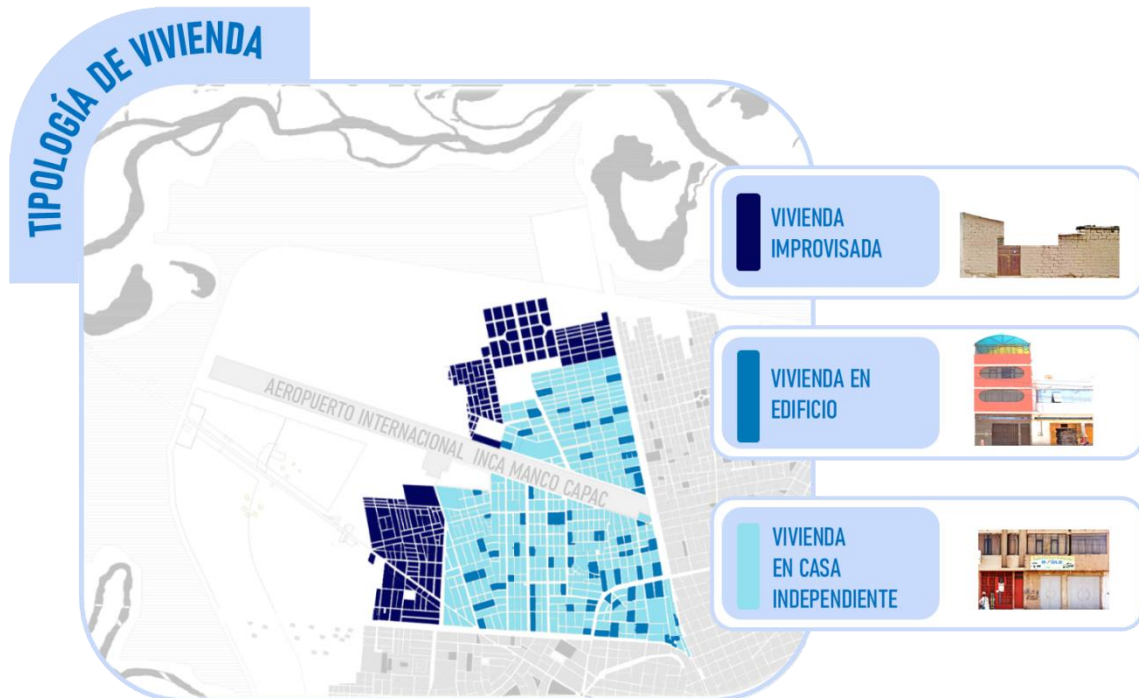 TIPOLOGÍA DE VIVIENDA
VIVIENDA
IMPROVISADA
VIVIENDA EN
EDIFICIO
VIVIENDA
EN CASA
INDEPENDIENTE
AEROPUERTO INTERNACIONAL INCA MANCO CAPAC